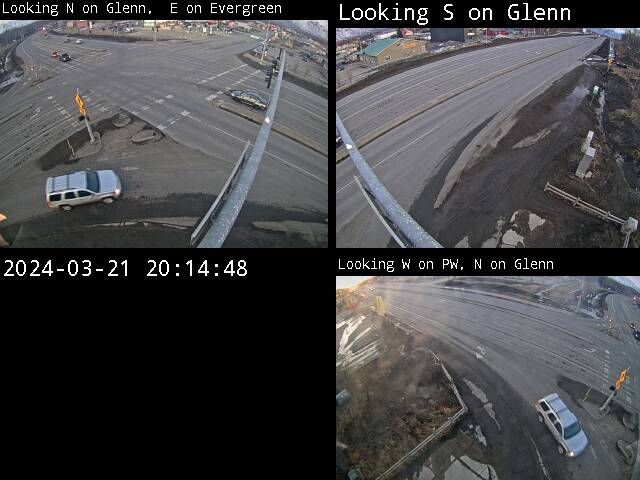 Looking N on Glenn,  E on Evergreen
Looking S on Glenn
2024-03-21 20:14:48
Looking W on PW, N on Glenn